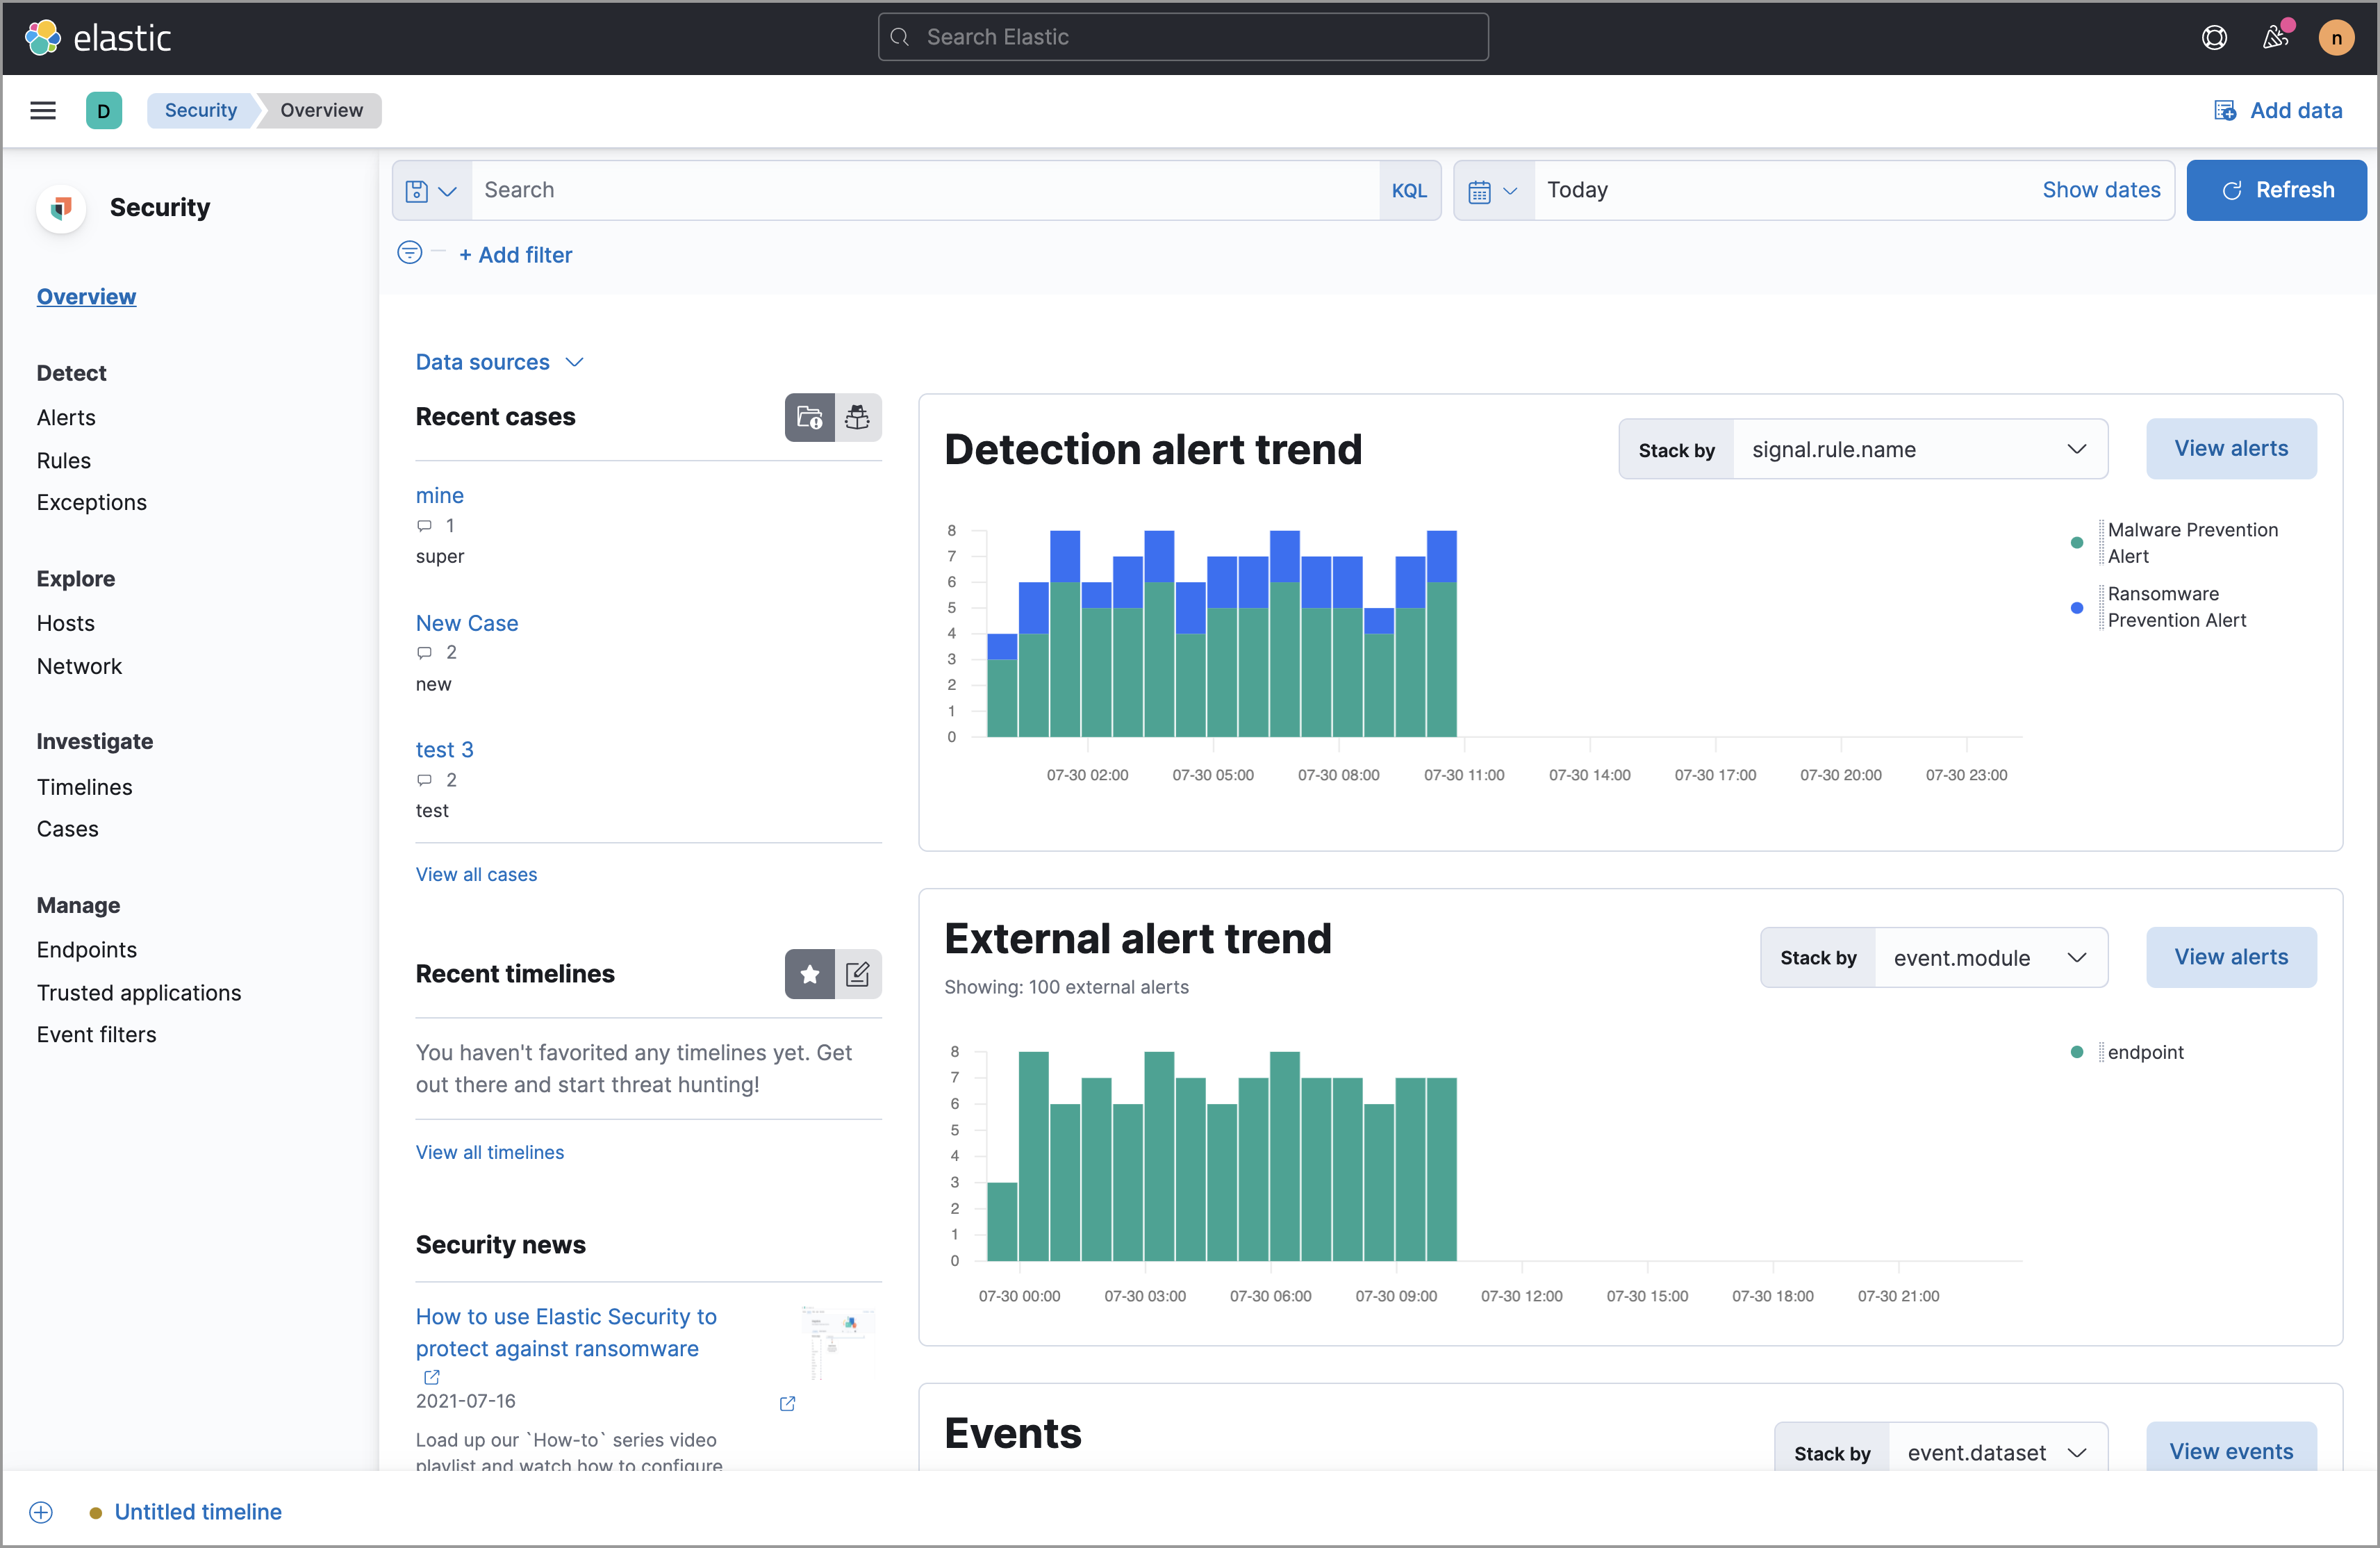 elastic
Search Elastic
n
D
Security
Overview
Add data
Security
Overview
Detect
Alerts
Rules
Exceptions
Explore
Hosts
Network
Investigate
Timelines
Cases
Manage
Endpoints
Trusted applications
Event filters
Search
KQL
Today
Show dates
Refresh
+ Add filter
Data sources
Recent cases
mine
1
super
New Case
2
new
test 3
2
test
View all cases
Recent timelines
You haven't favorited any timelines yet. Get
out there and start threat hunting!
View all timelines
Security news
How to use Elastic Security to
protect against ransomware
2021-07-16
Load up our `How-to` series video
playlist and watch how to configure
Detection alert trend
Stack by
signal.rule.name
View alerts
8
7
6
5
4
3
2
1
0
07-30 02:00
07-30 05:00
07-30 08:00
07-30 11:00
07-30 14:00
07-30 17:00
07-30 20:00
07-30 23:00
Malware Prevention
Alert
Ransomware
Prevention Alert
External alert trend
Showing: 100 external alerts
Stack by
event.module
View alerts
8
7
6
5
4
3
2
1
0
07-30 00:00
07-30 03:00
07-30 06:00
07-30 09:00
07-30 12:00
07-30 15:00
07-30 18:00
07-30 21:00
endpoint
Events
Stack by
event.dataset
View events
Untitled timeline